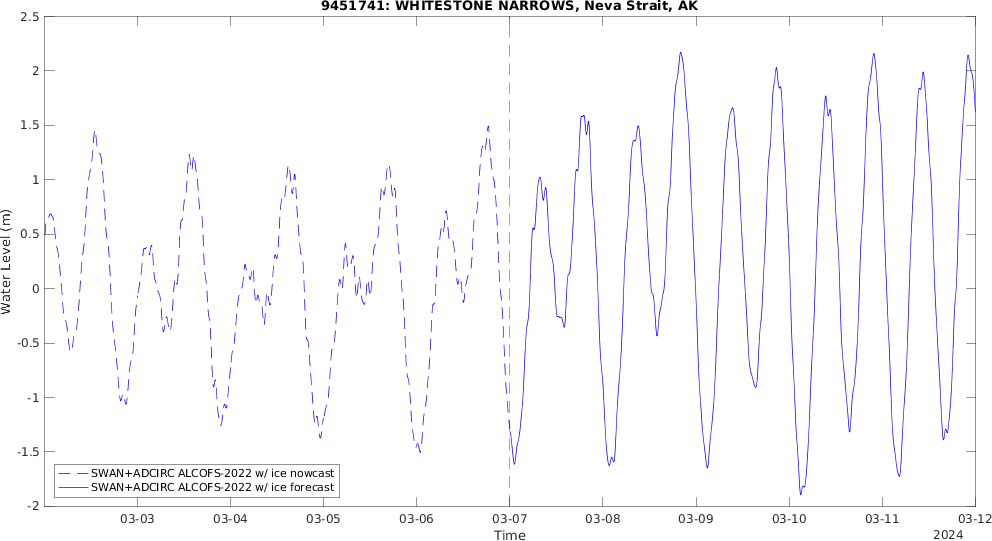 9451741: WHITESTONE NARROWS, Neva Strait, AK
Water Level (m)
2.5
2
1.5
1
0.5
0
-0.5
-1
-1.5
-2
SWAN+ADCIRC ALCOFS-2022 w/ ice nowcast
SWAN+ADCIRC ALCOFS-2022 w/ ice forecast
03-03 03-04 03-05 03-06 03-07 03-08 03-09 03-10 03-11 03-12
Time
2024